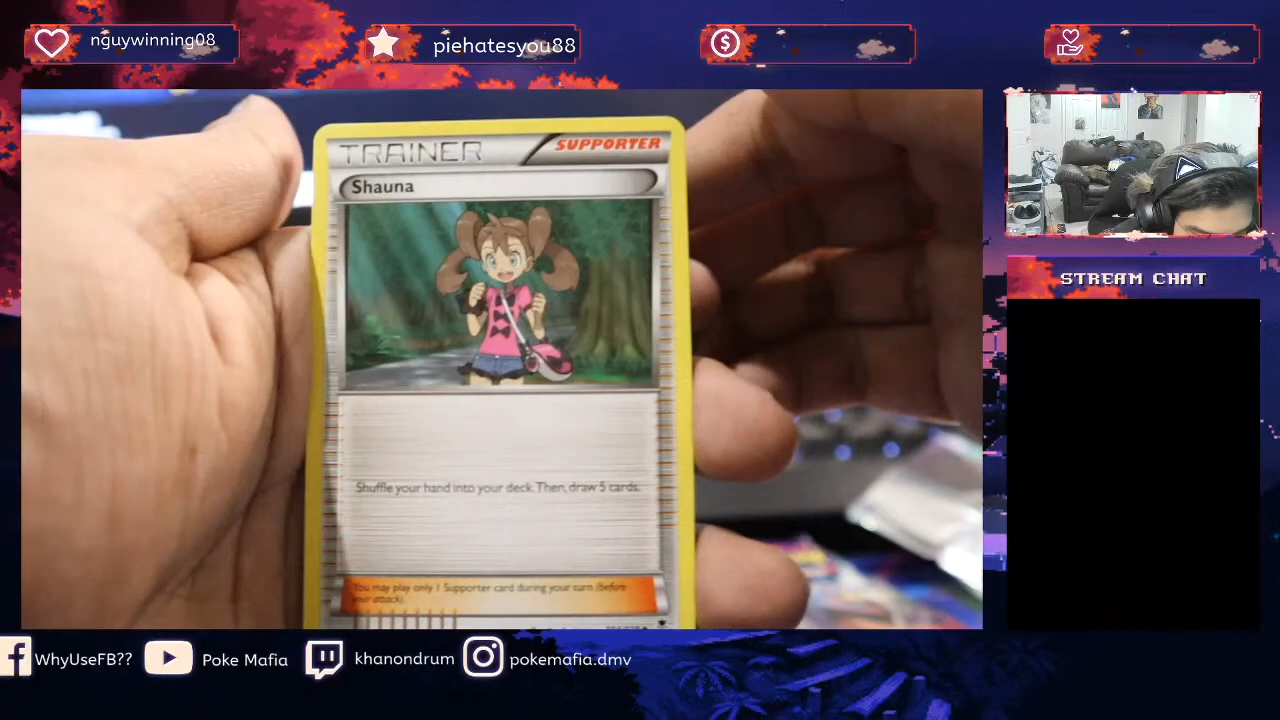 nguywinning08
piehatesyou88
TRAINER
SUPPORTER
Shauna
Shuffle your hand into your deck. Then, draw 5 cards.
You may play only 1 Supporter card during your turn (before
your attack).
STREAM CHAT
WhyUseFB??
Poke Mafia
khanondrum
pokemafia.dmv